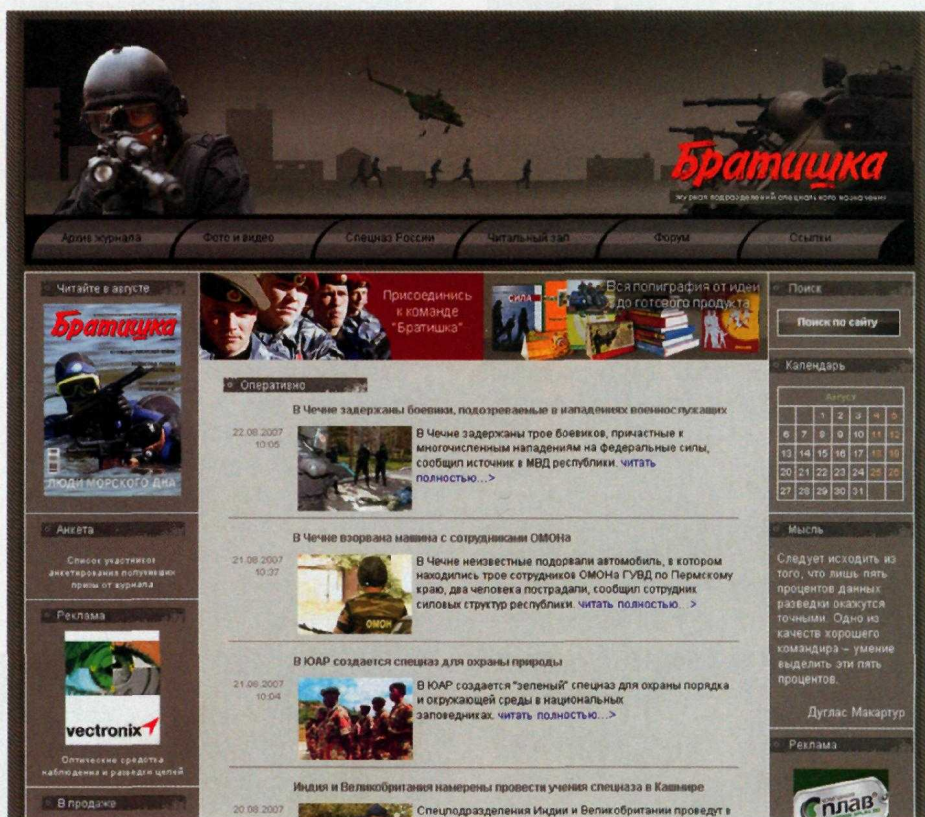 Братишка
журнал подразделений специального назначения
Архив журнала
Фото и видео
Спецназ России
Читальный зал
Форум
Ссылки
Читайте в августе
Братишка
ЛЮДИ МОРСКОГО ДНА
Анкета
Список участников
анкетирования получивших
призы от журнала
Реклама
vectronix
Оптические средства
наблюдения и разведки целей
В продаже
Присоединись
к команде
"Братишка"
СИЛА
Вся полиграфия от идеи
до готового продукта
Оперативно
В Чечне задержаны боевики, подозреваемые в нападениях военнослужащих
22.08.2007
10:05
В Чечне задержаны трое боевиков, причастные к
многочисленным нападениям на федеральные силы,
сообщил источник в МВД республики. читать
полностью...>
В Чечне взорвана машина с сотрудниками ОМОНа
21.08.2007
10:37
ОМОН
В Чечне неизвестные подорвали автомобиль, в котором
находились трое сотрудников ОМОНа ГУВД по Пермскому
краю, два человека пострадали, сообщил сотрудник
силовых структур республики. читать полностью...>
В ЮАР создается спецназ для охраны природы
21.08.2007
10:04
В ЮАР создается "зеленый" спецназ для охраны порядка
и окружающей среды в национальных
заповедниках. читать полностью...>
Индия и Великобритания намерены провести учения спецназа в Кашмире
20.08.2007
Спецподразделения Индии и Великобритании проведут в
Поиск
Поиск по сайту
Календарь
Август
1 2 3 4 5
6 7 8 9 10 11 12
13 14 15 16 17 18 19
20 21 22 23 24 25 26
27 28 29 30 31
Мысль
Следует исходить из
того, что лишь пять
процентов данных
разведки окажутся
точными. Одно из
качеств хорошего
командира – умение
выделить эти пять
процентов.
Дуглас Макартур
Реклама
Сплав